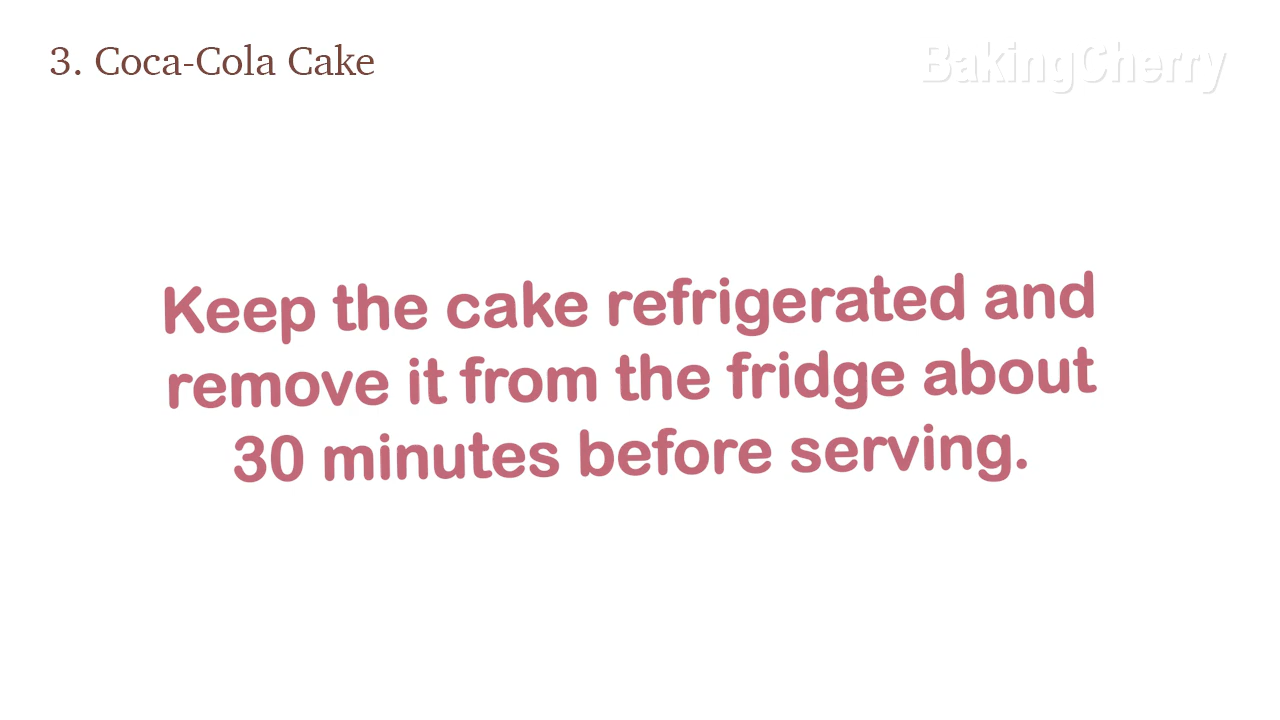 3. Coca-Cola Cake
BakingCherry
Keep the cake refrigerated and
remove it from the fridge about
30 minutes before serving.